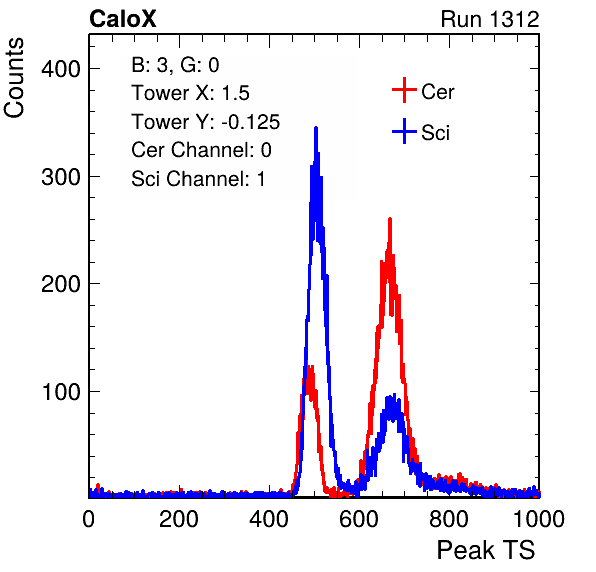 CaloX Run 1312
Counts
400
300
200
100
B: 3, G: 0
Tower X: 1.5
Tower Y: -0.125
Cer Channel: 0
Sci Channel: 1
Cer
Sci
0 200 400 600 800 1000
Peak TS